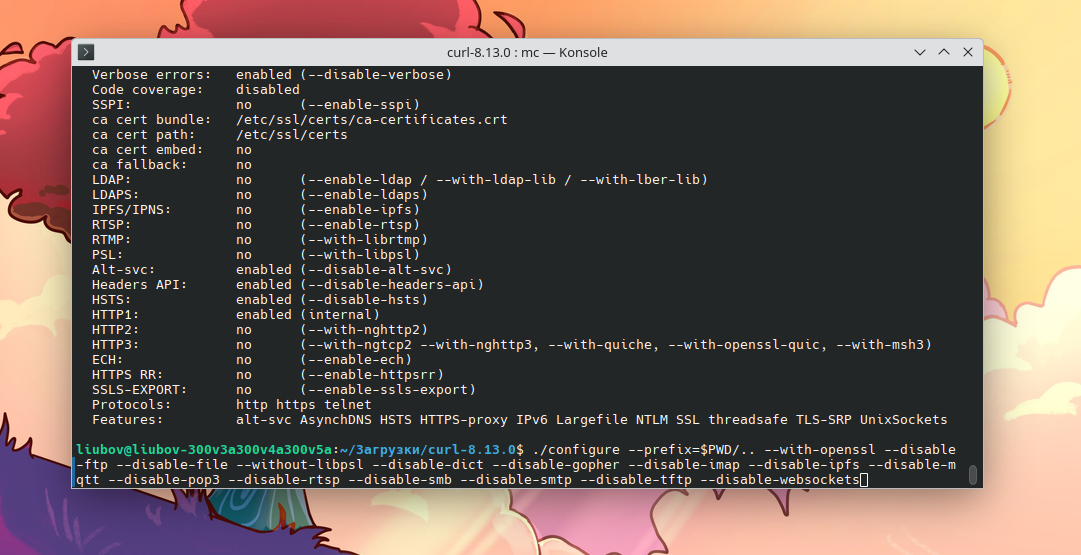 curl-8.13.0 : mc — Konsole
Verbose errors: enabled (--disable-verbose)
Code coverage: disabled
SSPI: no (--enable-sspi)
ca cert bundle: /etc/ssl/certs/ca-certificates.crt
ca cert path: /etc/ssl/certs
ca cert embed: no
ca fallback: no
LDAP: no (--enable-ldap / --with-ldap-lib / --with-lber-lib)
LDAPS: no (--enable-ldaps)
IPFS/IPNS: no (--enable-ipfs)
RTSP: no (--enable-rtsp)
RTMP: no (--with-librtmp)
PSL: no (--with-libpsl)
Alt-svc: enabled (--disable-alt-svc)
Headers API: enabled (--disable-headers-api)
HSTS: enabled (--disable-hsts)
HTTP1: enabled (internal)
HTTP2: no (--with-nghttp2)
HTTP3: no (--with-ngtcp2 --with-nghttp3, --with-quiche, --with-openssl-quic, --with-msh3)
ECH: no (--enable-ech)
HTTPS RR: no (--enable-httpsrr)
SSLS-EXPORT: no (--enable-ssls-export)
Protocols: http https telnet
Features: alt-svc AsynchDNS HSTS HTTPS-proxy IPv6 Largefile NTLM SSL threadsafe TLS-SRP UnixSockets
liubov@liubov-300v3a300v4a300v5a:~/Загрузки/curl-8.13.0$ ./configure --prefix=$PWD/.. --with-openssl --disable
-ftp --disable-file --without-libpsl --disable-dict --disable-gopher --disable-imap --disable-ipfs --disable-m
qtt --disable-pop3 --disable-rtsp --disable-smb --disable-smtp --disable-tftp --disable-websockets